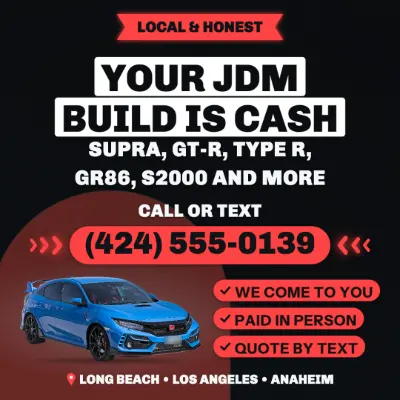 LOCAL & HONEST
YOUR JDM
BUILD IS CASH
SUPRA, GT-R, TYPE R,
GR86, S2000 AND MORE
CALL OR TEXT
(424) 555-0139
WE COME TO YOU
PAID IN PERSON
QUOTE BY TEXT
LONG BEACH • LOS ANGELES • ANAHEIM